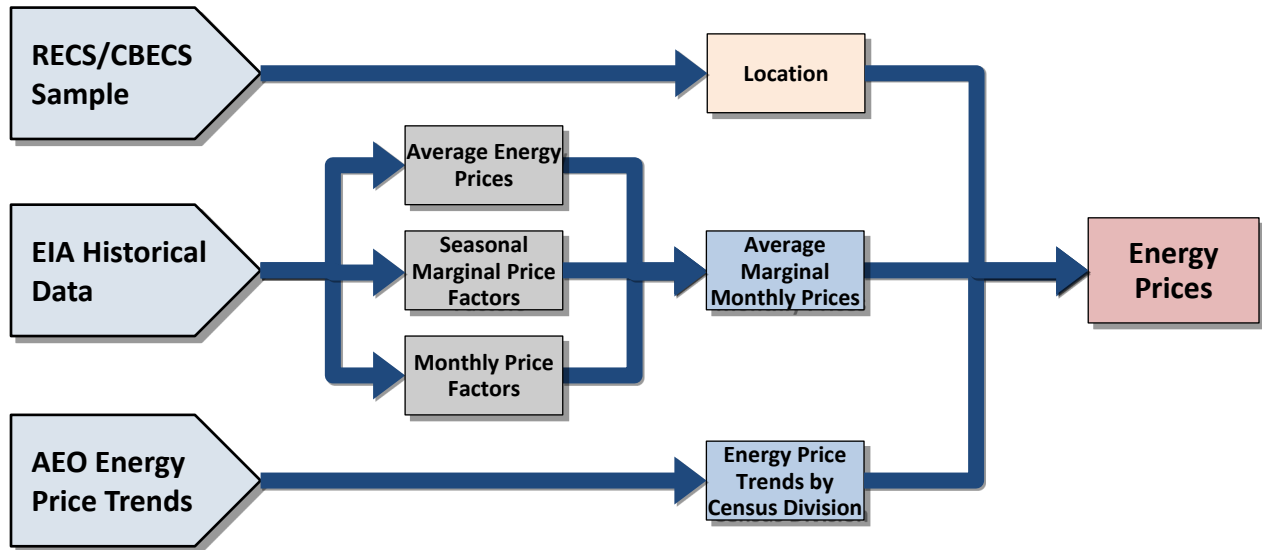 RECS/CBECS
Sample
Location
Average Energy
Prices
EIA Historical
Data
Seasonal
Marginal Price
Factors
Average
Marginal
Monthly Prices
Energy
Prices
Monthly Price
Factors
AEO Energy
Price Trends
Energy Price
Trends by
Census Division